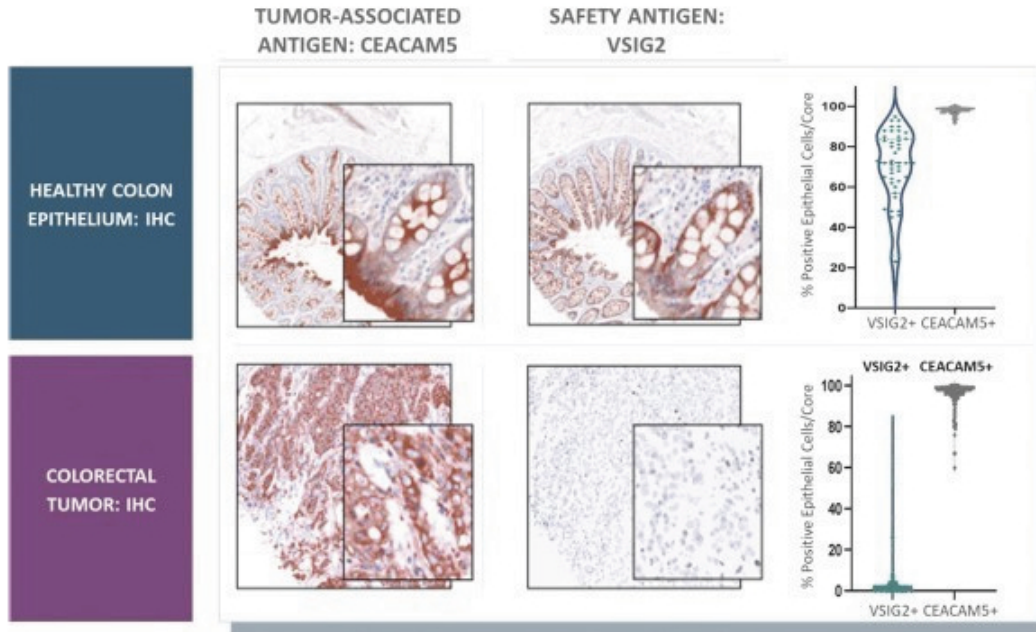 TUMOR-ASSOCIATED
ANTIGEN: CEACAM5
SAFETY ANTIGEN:
VSIG2
HEALTHY COLON
EPITHELIUM: IHC
% Positive Epithelial Cells/Core
100
80
60
40
20
0
VSIG2+ CEACAM5+
COLORECTAL
TUMOR: IHC
VSIG2+ CEACAM5+
% Positive Epithelial Cells/Core
100
80
60
40
20
0
VSIG2+ CEACAM5+